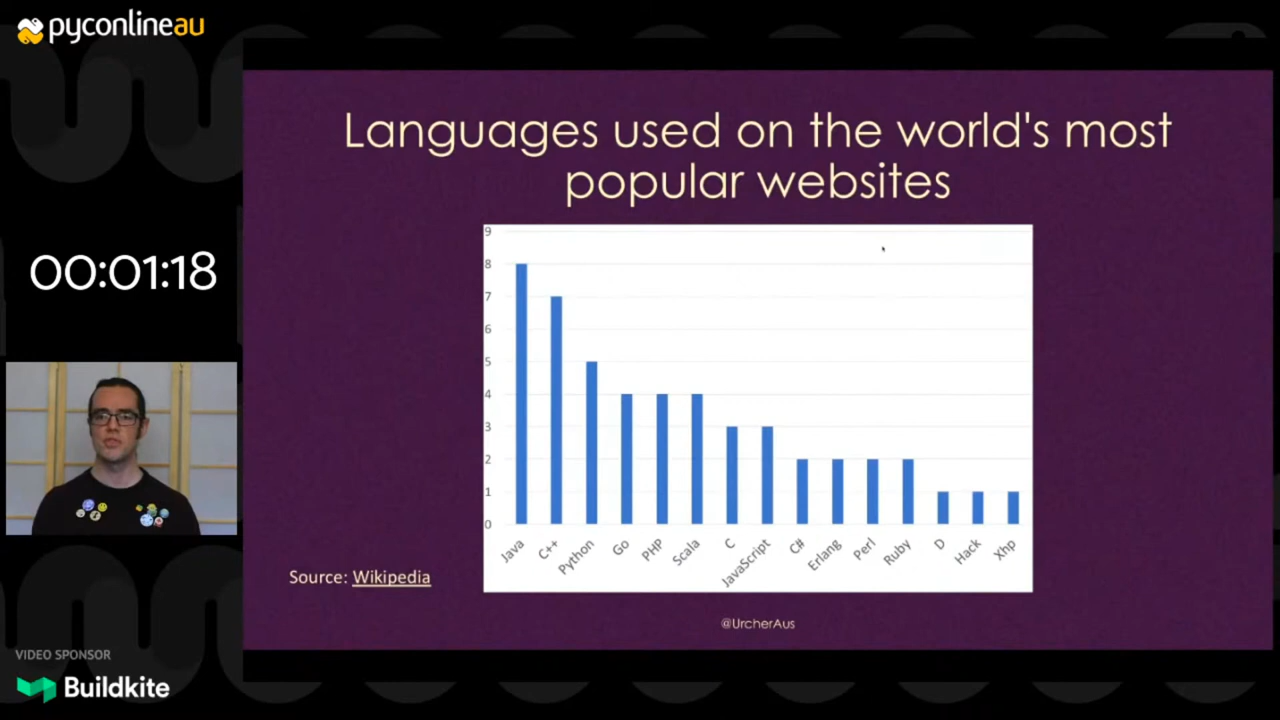 pyconlineau
Languages used on the world's most
popular websites
00:01:18
9
8
7
6
5
4
3
2
1
0
Java
C++
Python
Go
PHP
Scala
C
JavaScript
C#
Erlang
Perl
Ruby
D
Hack
Xhp
Source: Wikipedia
@UrcherAus
VIDEO SPONSOR
Buildkite